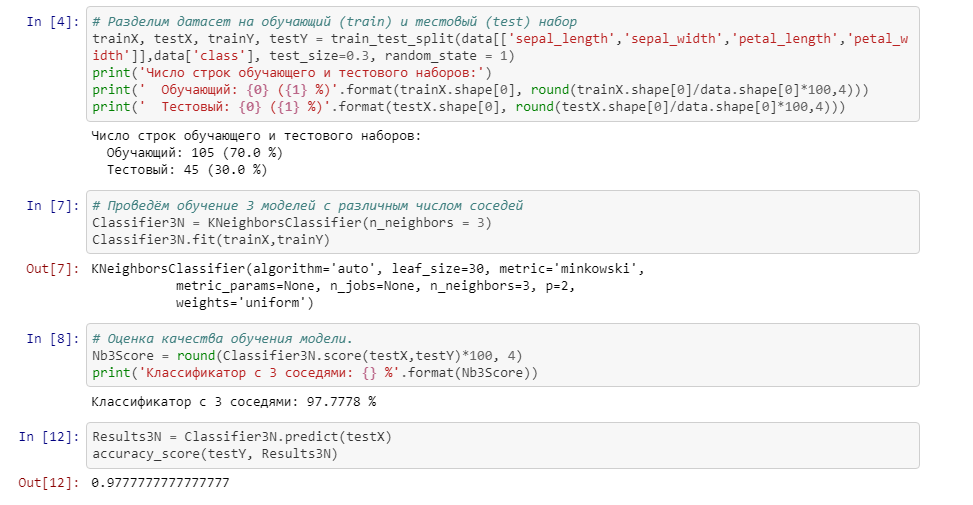 In [4]: # Разделим датасет на обучающий (train) и тестовый (test) набор
trainX, testX, trainY, testY = train_test_split(data[['sepal_length','sepal_width','petal_length','petal_w
idth']],data['class'], test_size=0.3, random_state = 1)
print('Число строк обучающего и тестового наборов:')
print('  Обучающий: {0} ({1} %)'.format(trainX.shape[0], round(trainX.shape[0]/data.shape[0]*100,4)))
print('  Тестовый: {0} ({1} %)'.format(testX.shape[0], round(testX.shape[0]/data.shape[0]*100,4)))
Число строк обучающего и тестового наборов:
  Обучающий: 105 (70.0 %)
  Тестовый: 45 (30.0 %)
In [7]: # Проведём обучение 3 моделей с различным числом соседей
Classifier3N = KNeighborsClassifier(n_neighbors = 3)
Classifier3N.fit(trainX,trainY)
Out[7]: KNeighborsClassifier(algorithm='auto', leaf_size=30, metric='minkowski',
           metric_params=None, n_jobs=None, n_neighbors=3, p=2,
           weights='uniform')
In [8]: # Оценка качества обучения модели.
Nb3Score = round(Classifier3N.score(testX,testY)*100, 4)
print('Классификатор с 3 соседями: {} %'.format(Nb3Score))
Классификатор с 3 соседями: 97.7778 %
In [12]: Results3N = Classifier3N.predict(testX)
accuracy_score(testY, Results3N)
Out[12]: 0.9777777777777777